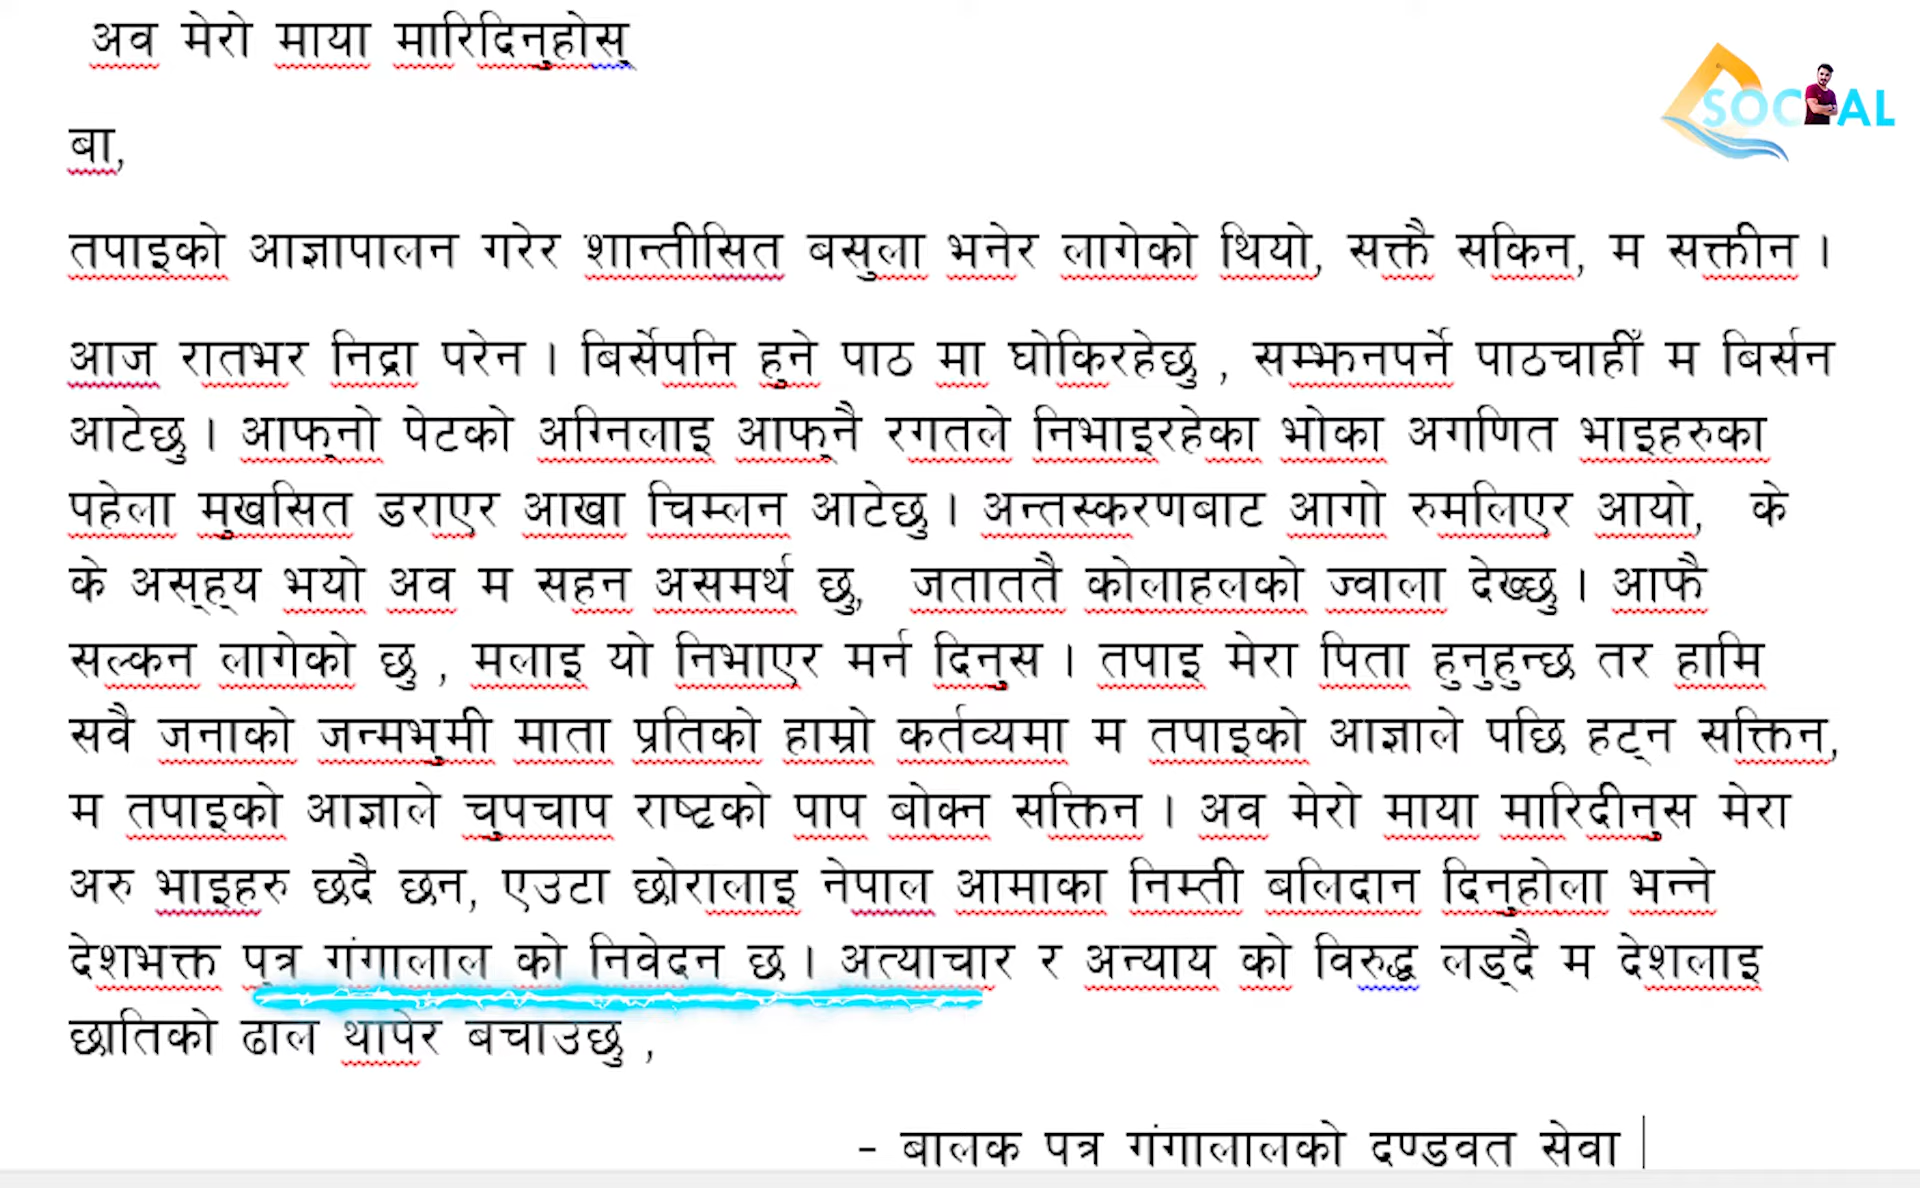 अव मेरो माया मारिदिनुहोस्
SOCIAL
बा,
तपाइको आज्ञापालन गरेर शान्तीसित बसुला भनेर लागेको थियो, सक्तै सकिन, म सक्तीन ।
आज रातभर निद्रा परेन । बिर्सेपनि हुने पाठ मा घोकिरहेछु , सम्झनपर्ने पाठचाहीँ म बिर्सन
आटेछु । आफ्नो पेटको अग्निलाइ आफ्नै रगतले निभाइरहेका भोका अगणित भाइहरुका
पहेला मुखसित डराएर आखा चिम्लन आटेछु । अन्तस्करणबाट आगो रुमलिएर आयो, के
के अस्ह्य भयो अव म सहन असमर्थ छु, जताततै कोलाहलको ज्वाला देख्छु । आफै
सल्कन लागेको छु , मलाइ यो निभाएर मर्न दिनुस । तपाइ मेरा पिता हुनुहुन्छ तर हामि
सवै जनाको जन्मभुमी माता प्रतिको हाम्रो कर्तव्यमा म तपाइको आज्ञाले पछि हट्न सक्तिन,
म तपाइको आज्ञाले चुपचाप राष्टको पाप बोक्न सक्तिन । अव मेरो माया मारिदीनुस मेरा
अरु भाइहरु छदै छन, एउटा छोरालाइ नेपाल आमाका निम्ती बलिदान दिनुहोला भन्ने
देशभक्त पत्र गंगालाल को निवेदन छ । अत्याचार र अन्याय को विरुद्ध लड्दै म देशलाइ
छातिको ढाल थापेर बचाउछु ,
- बालक पत्र गंगालालको दण्डवत सेवा